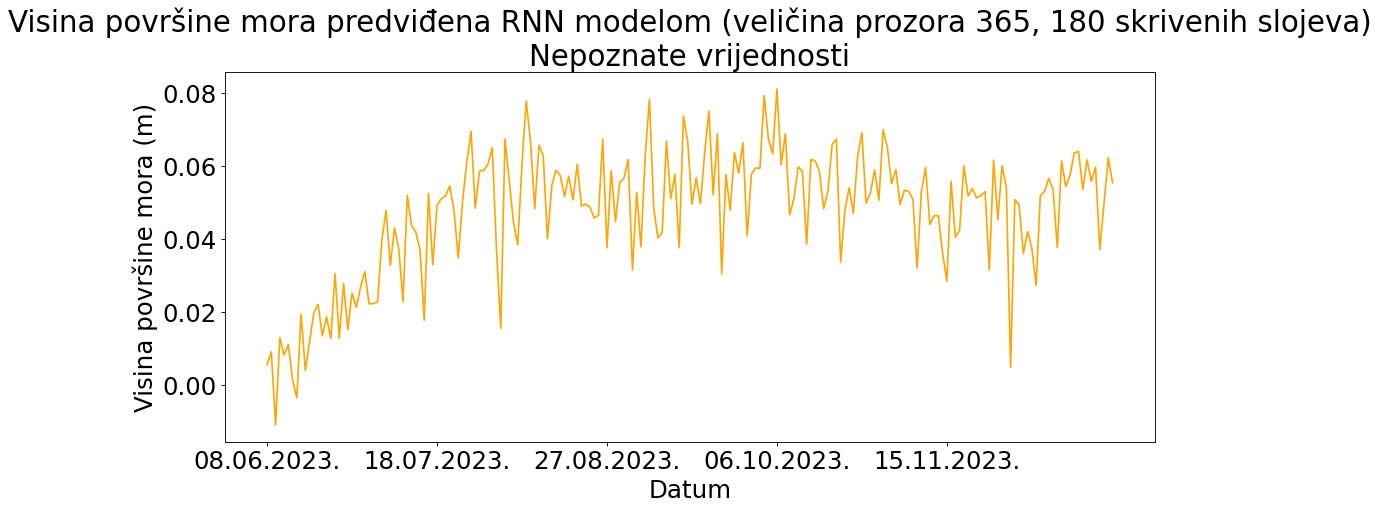 Visina površine mora predviđena RNN modelom (veličina prozora 365, 180 skrivenih slojeva)
Nepoznate vrijednosti
Visina površine mora (m)
0.08
0.06
0.04
0.02
0.00
08.06.2023. 18.07.2023. 27.08.2023. 06.10.2023. 15.11.2023.
Datum